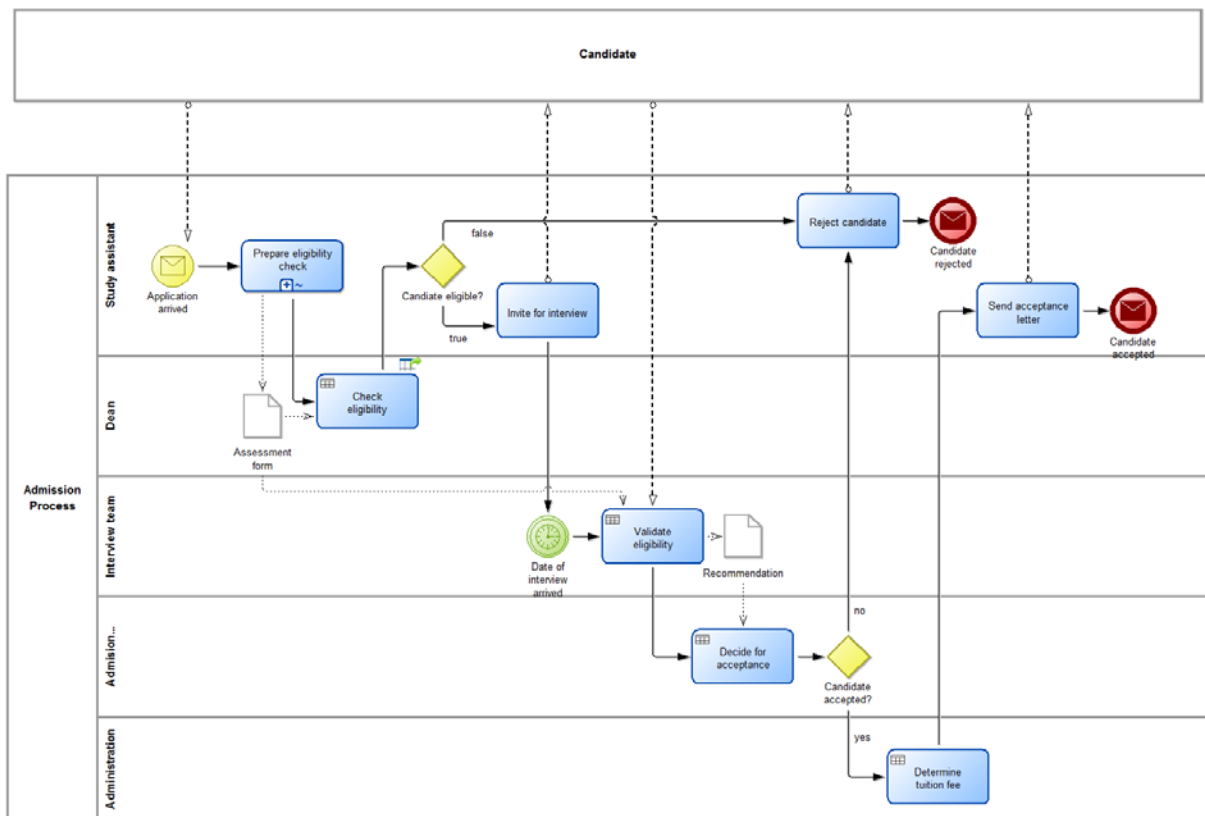 Candidate
Admission
Process
Study assistant
Application
arrived
Prepare eligibility
check
Candiate eligible?
false
true
Invite for interview
Reject candidate
Candidate
rejected
Send acceptance
letter
Candidate
accepted
Dean
Assessment
form
Check
eligibility
Interview team
Date of
interview
arrived
Validate
eligibility
Recommendation
Admision...
Decide for
acceptance
Candidate
accepted?
no
yes
Administration
Determine
tuition fee